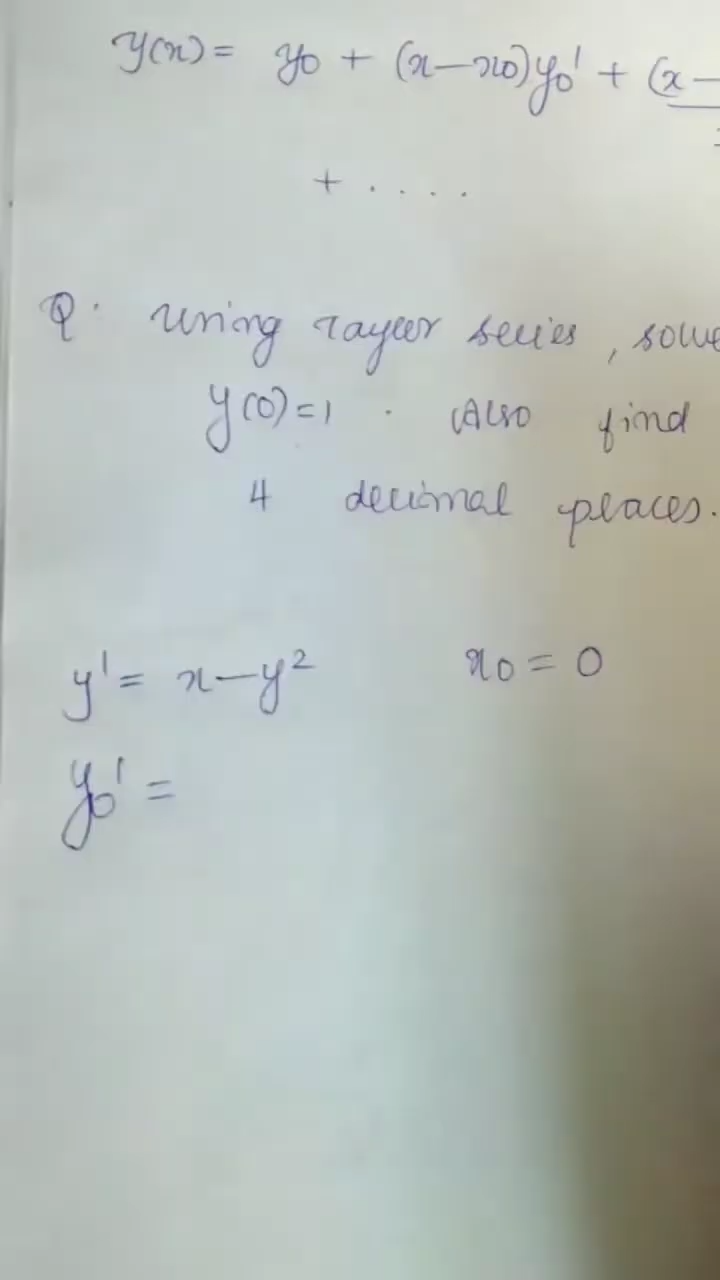 y(x) = y₀ + (x-x₀)y₀' + (x-
+ ....
Q. Using Taylor series, solve
y(0)=1 . Also find
4 decimal places.
y' = x-y² x₀ = 0
y₀' =